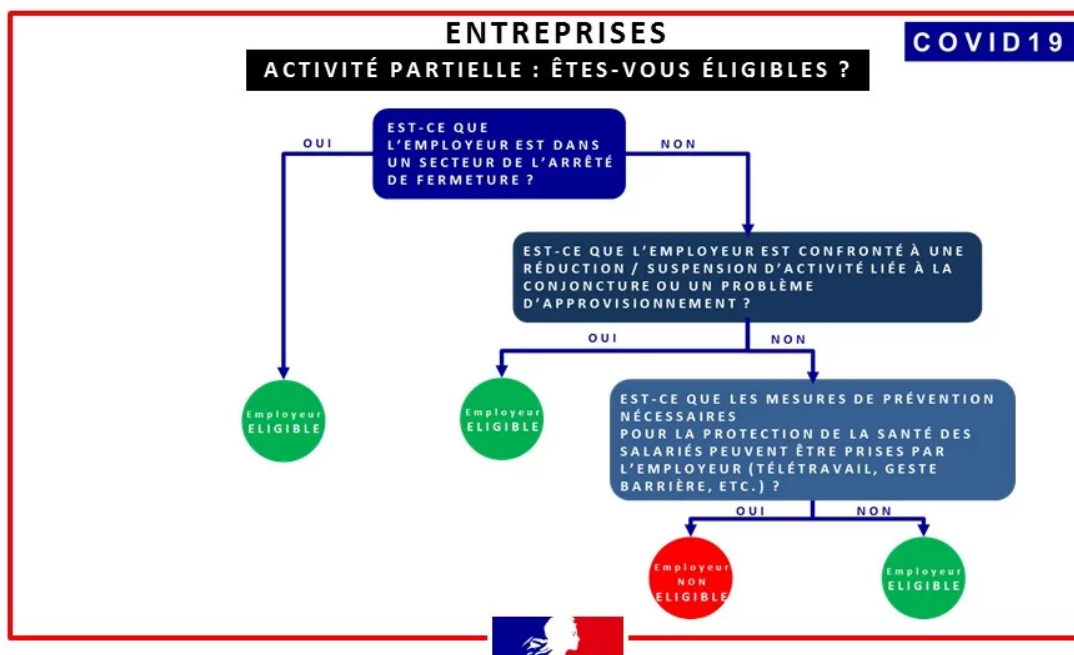 ENTREPRISES
COVID19
ACTIVITÉ PARTIELLE : ÊTES-VOUS ÉLIGIBLES ?
EST-CE QUE
L'EMPLOYEUR EST DANS
UN SECTEUR DE L'ARRÊTÉ
DE FERMETURE ?
OUI
NON
EST-CE QUE L'EMPLOYEUR EST CONFRONTÉ À UNE
RÉDUCTION / SUSPENSION D'ACTIVITÉ LIÉE À LA
CONJONCTURE OU UN PROBLÈME
D'APPROVISIONNEMENT ?
OUI
NON
Employeur
ELIGIBLE
Employeur
ELIGIBLE
EST-CE QUE LES MESURES DE PRÉVENTION
NÉCESSAIRES
POUR LA PROTECTION DE LA SANTÉ DES
SALARIÉS PEUVENT ÊTRE PRISES PAR
L'EMPLOYEUR (TÉLÉTRAVAIL, GESTE
BARRIÈRE, ETC.) ?
OUI
NON
Employeur
NON
ELIGIBLE
Employeur
ELIGIBLE